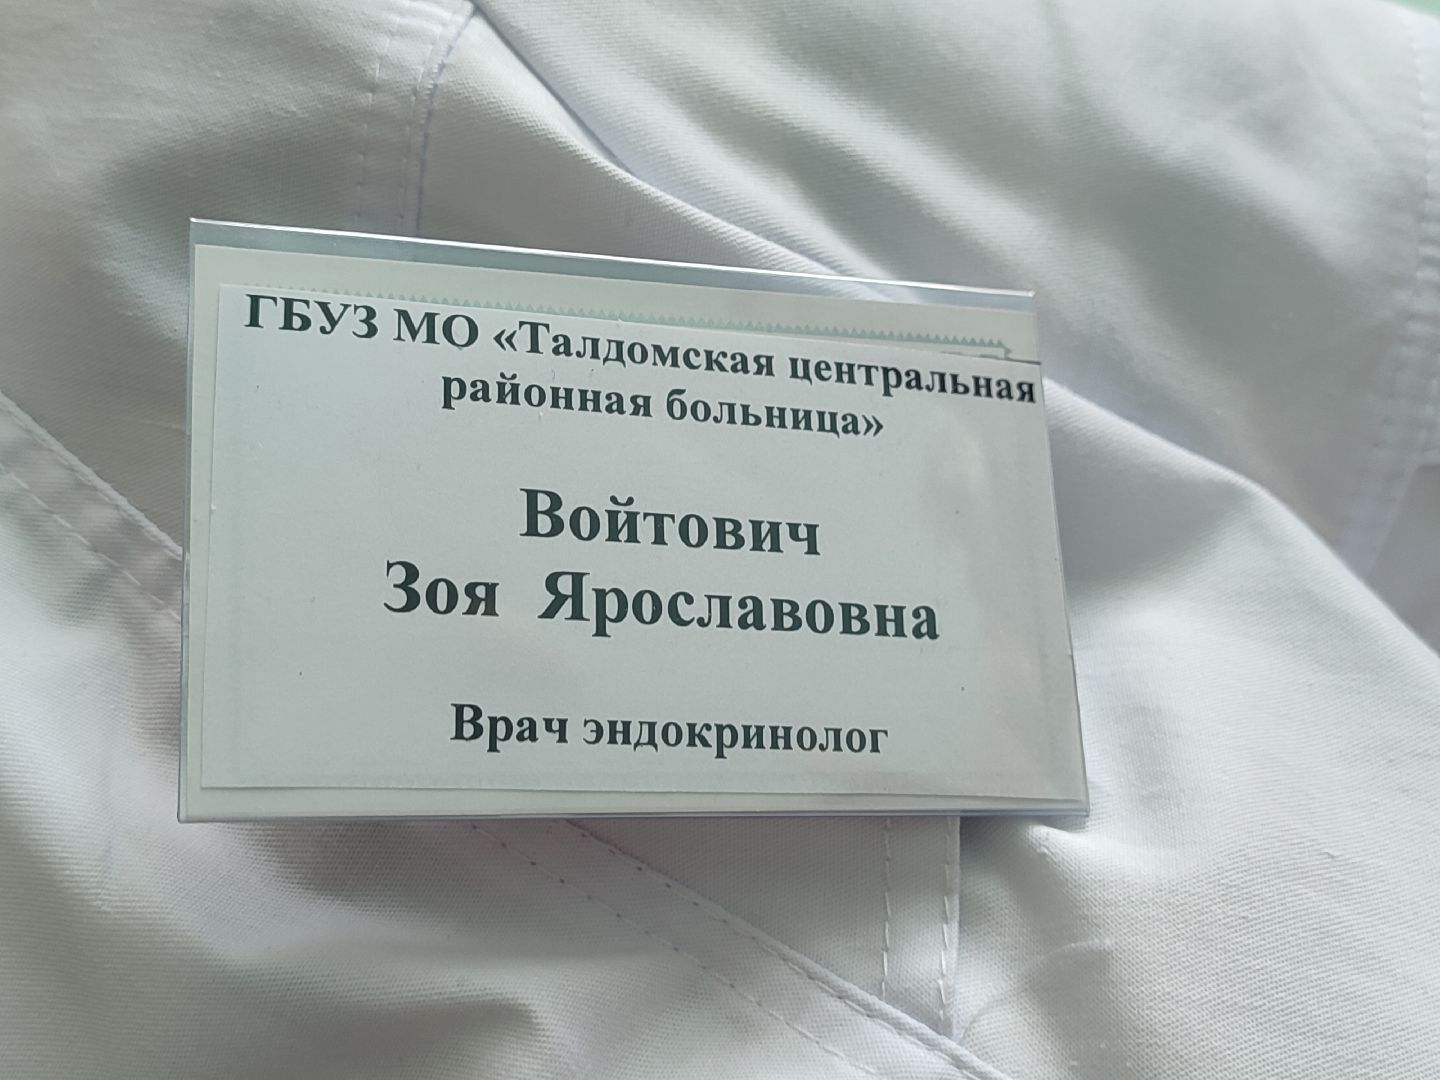 ГБУЗ МО «Талдомская центральная
районная больница»
Войтович
Зоя Ярославовна
Врач эндокринолог